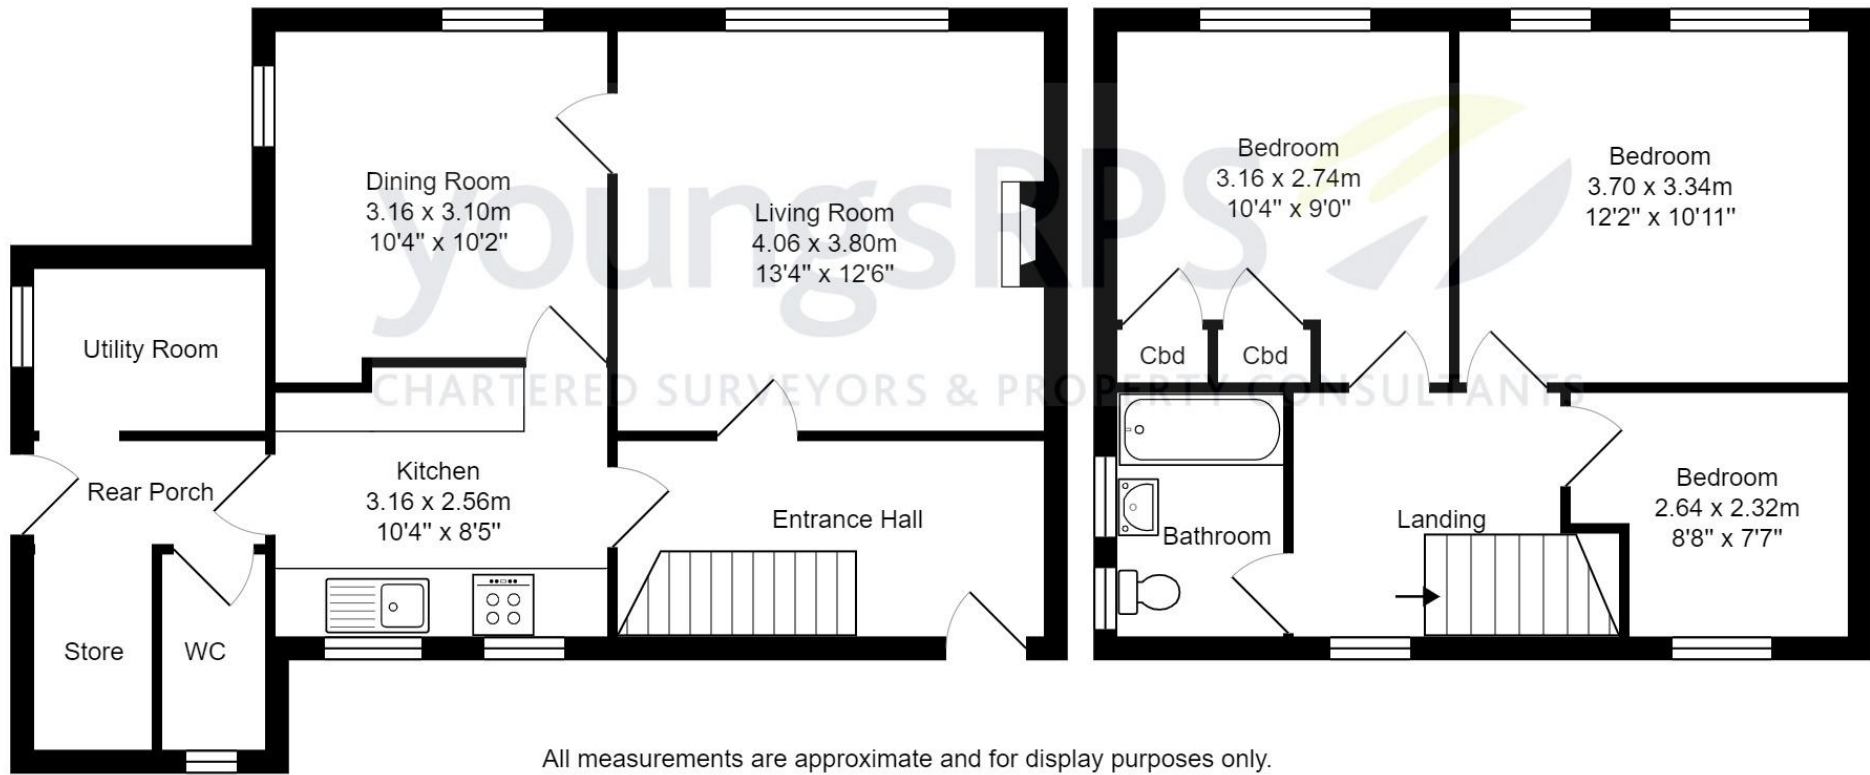 Dining Room
3.16 x 3.10m
10'4" x 10'2"
Living Room
4.06 x 3.80m
13'4" x 12'6"
Utility Room
Rear Porch
Kitchen
3.16 x 2.56m
10'4" x 8'5"
Entrance Hall
Store
WC
Bedroom
3.16 x 2.74m
10'4" x 9'0"
Bedroom
3.70 x 3.34m
12'2" x 10'11"
Cbd
Cbd
Bathroom
Landing
Bedroom
2.64 x 2.32m
8'8" x 7'7"
youngsRPS
CHARTERED SURVEYORS & PROPERTY CONSULTANTS
All measurements are approximate and for display purposes only.